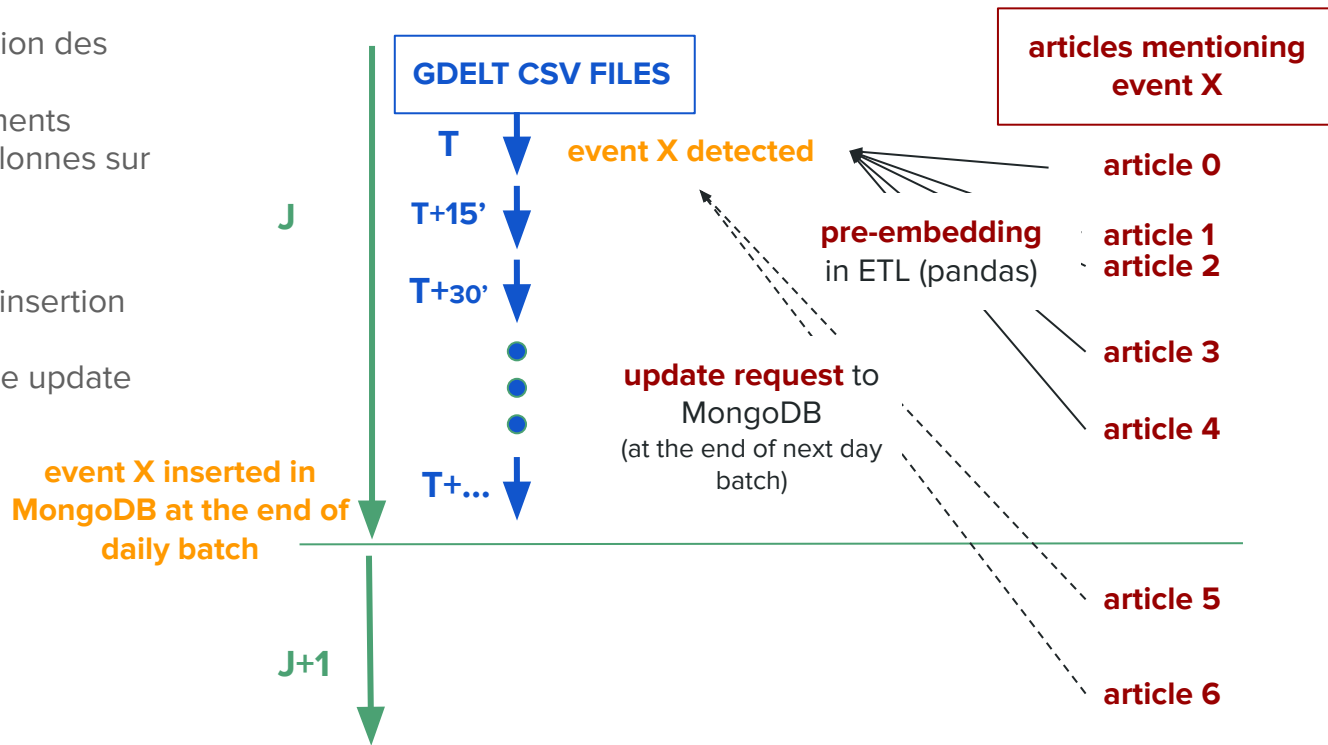 ion des
nents
lonnes sur
insertion
e update
GDELT CSV FILES
articles mentioning
event X
T
event X detected
article 0
J
T+15’
pre-embedding
in ETL (pandas)
article 1
article 2
T+30’
article 3
update request to
MongoDB
(at the end of next day
batch)
article 4
T+...
event X inserted in
MongoDB at the end of
daily batch
article 5
J+1
article 6